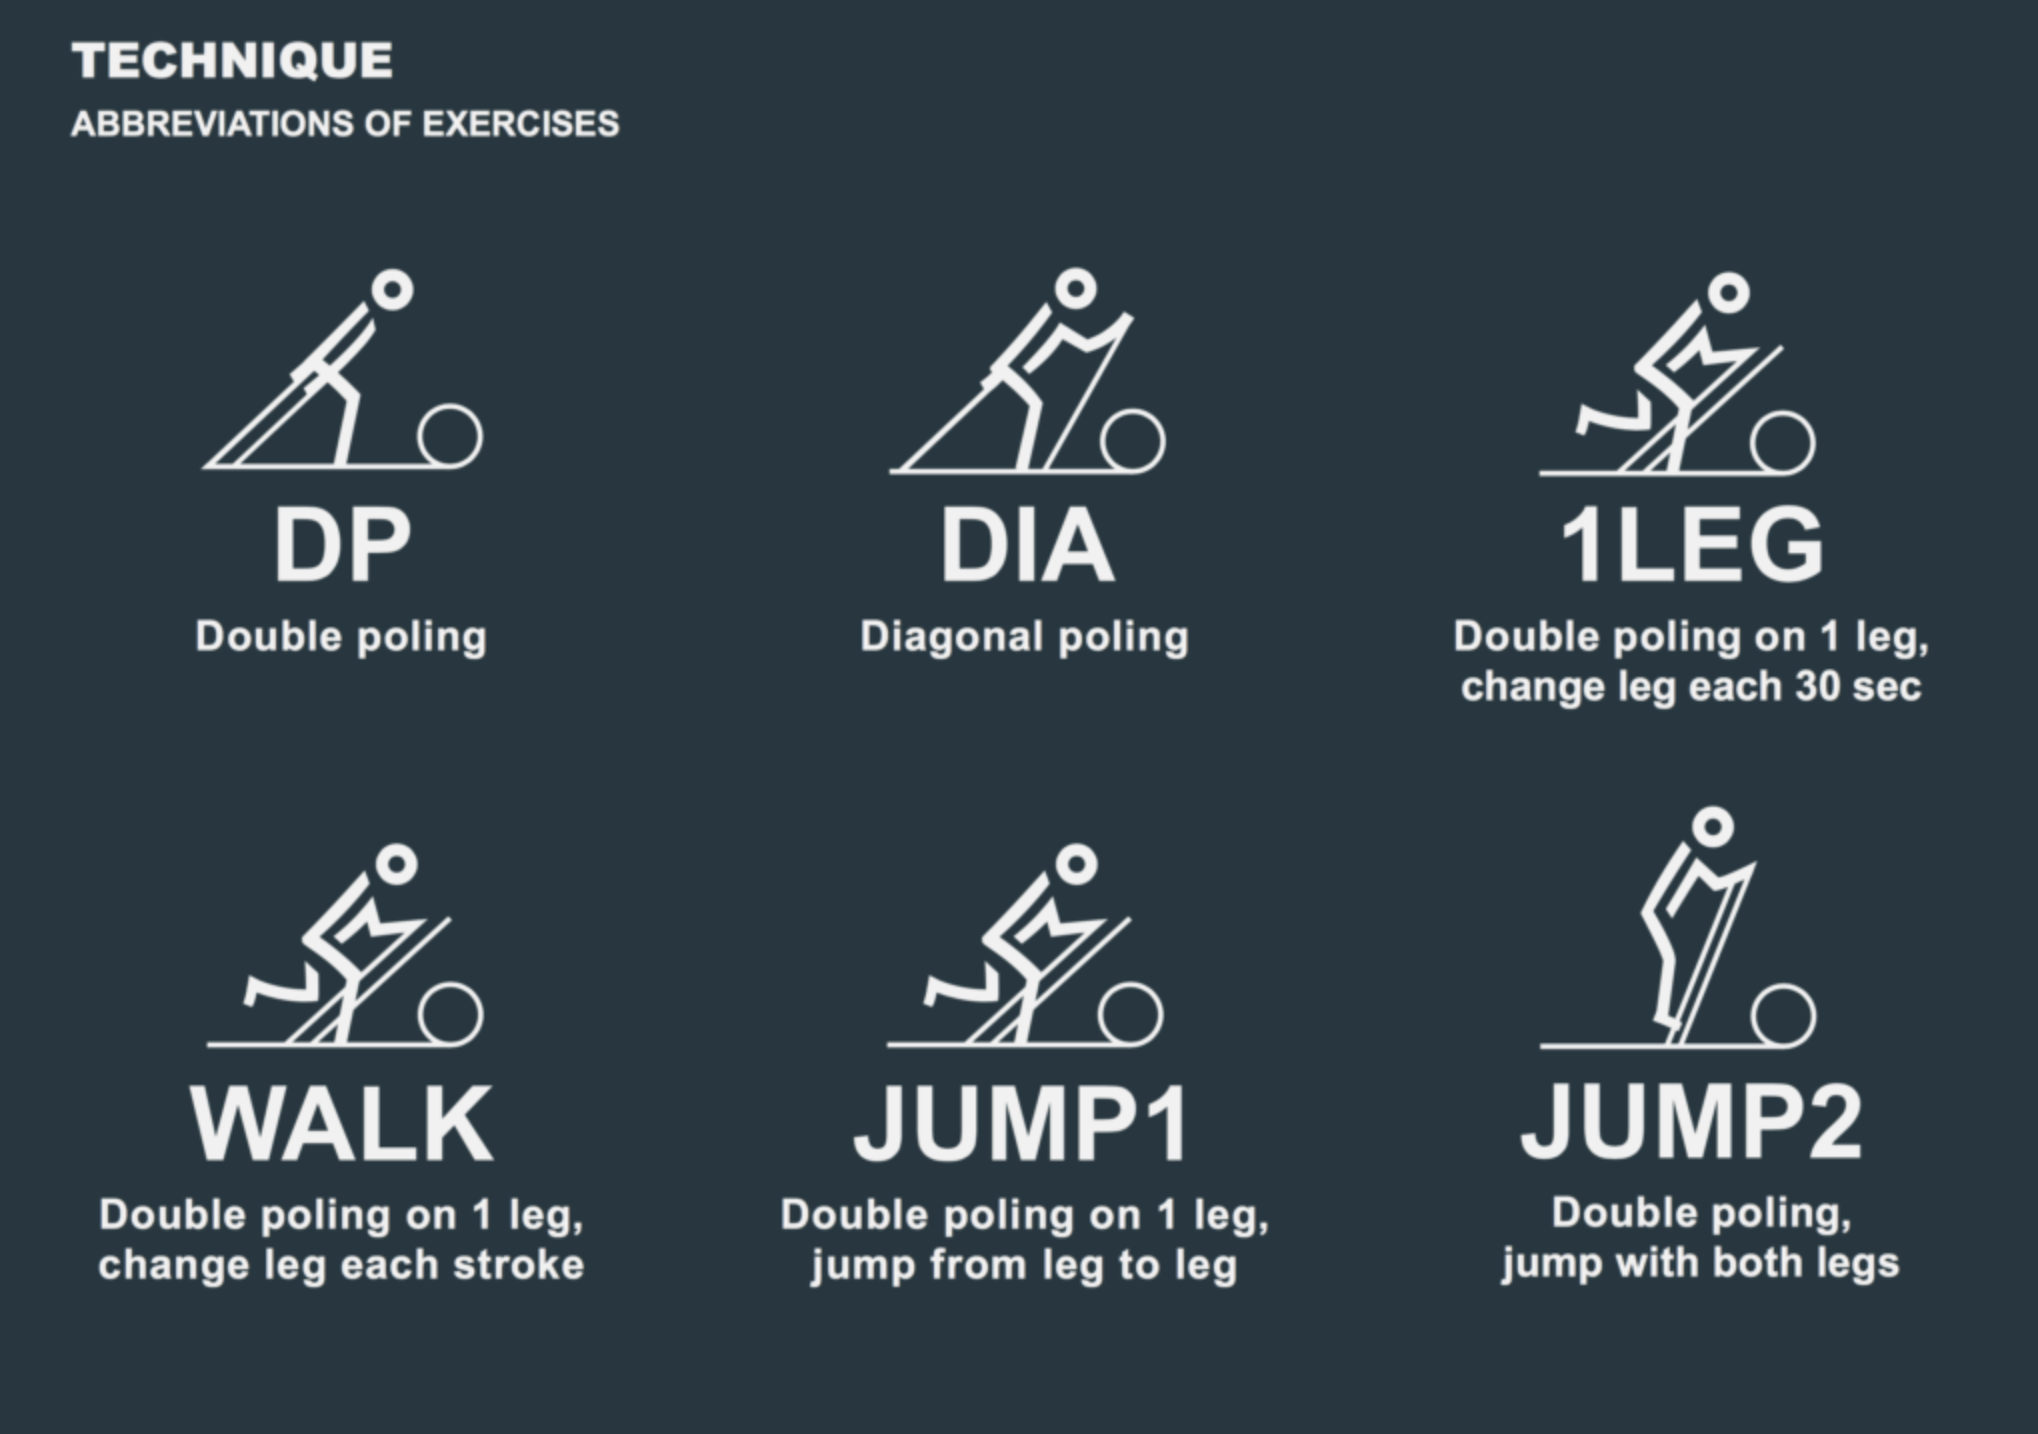 TECHNIQUE
ABBREVIATIONS OF EXERCISES
DP
Double poling
DIA
Diagonal poling
1LEG
Double poling on 1 leg,
change leg each 30 sec
WALK
Double poling on 1 leg,
change leg each stroke
JUMP1
Double poling on 1 leg,
jump from leg to leg
JUMP2
Double poling,
jump with both legs